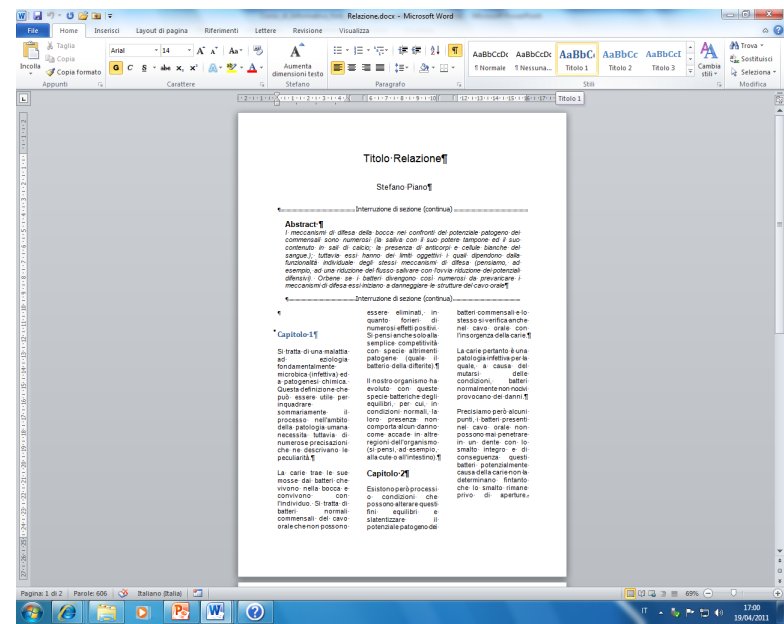 Relazione.docx - Microsoft Word
File Home Inserisci Layout di pagina Riferimenti Lettere Revisione Visualizza
Incolla
Taglia
Copia
Copia formato
Appunti
Arial 14
G C S abc x, x²
Carattere
Aumenta
dimensioni testo
Stefano
Paragrafo
AaBbCcDc AaBbCcDc AaBbC AaBbCc AaBbCcI
¶ Normale ¶ Nessuna... Titolo 1 Titolo 2 Titolo 3
Cambia
stili
Stili
Trova
Sostituisci
Seleziona
Modifica
Titolo 1
Titolo·Relazione¶
Stefano·Piano¶
Interruzione di sezione (continua)
Abstract·¶
I meccanismi di difesa della bocca nei confronti del potenziale patogeno dei
commensali sono numerosi (la saliva con il suo potere tampone ed il suo
contenuto in sali di calcio; la presenza di anticorpi e cellule bianche del
sangue.); tuttavia essi hanno dei limiti oggettivi i quali dipendono dalla
funzionalità individuale degli stessi meccanismi di difesa (pensiamo, ad
esempio, ad una riduzione del flusso salivare con l'ovvia riduzione dei potenziali
difensivi). Orbene se i batteri divengono così numerosi da prevaricare i
meccanismi di difesa essi iniziano a danneggiare le strutture del cavo orale¶
Interruzione di sezione (continua)
¶
Capitolo·1¶
Si tratta di una malattia
ad eziologia
fondamentalmente
microbica (infettiva) ed
a patogenesi chimica.
Questa definizione che
può essere utile per
inquadrare
sommariamente il
processo nell'ambito
della patologia umana
necessita tuttavia di
numerose precisazioni
che ne descrivano le
peculiarità.¶
La carie trae le sue
mosse dai batteri che
vivono nella bocca e
convivono con
l'individuo. Si tratta di
batteri normali
commensali del cavo
orale che non possono
essere eliminati, in
quanto forieri di
numerosi effetti positivi.
Si pensi anche solo alla
semplice competitività
con specie altrimenti
patogene (quale il
batterio della difterite).¶
Il nostro organismo ha
evoluto con queste
specie batteriche degli
equilibri, per cui, in
condizioni normali, la
loro presenza non
comporta alcun danno
come accade in altre
regioni dell'organismo
(si pensi, ad esempio,
alla cute o all'intestino).¶
Capitolo·2¶
Esistono però processi
o condizioni che
possono alterare questi
fini equilibri e
slatentizzare il
potenziale patogeno dei
batteri commensali e lo
stesso si verifica anche
nel cavo orale con
l'insorgenza della carie.¶
La carie pertanto è una
patologia infettiva per la
quale, a causa del
mutarsi delle
condizioni, batteri
normalmente non nocivi
provocano dei danni.¶
Precisiamo però alcuni
punti, i batteri presenti
nel cavo orale non
possono mai penetrare
in un dente con lo
smalto integro e di
conseguenza questi
batteri potenzialmente
causa della carie non la
determinano fintanto
che lo smalto rimane
privo di aperture.
Pagina: 1 di 2 Parole: 606 Italiano (Italia) 69%
IT 17:00
19/04/2011